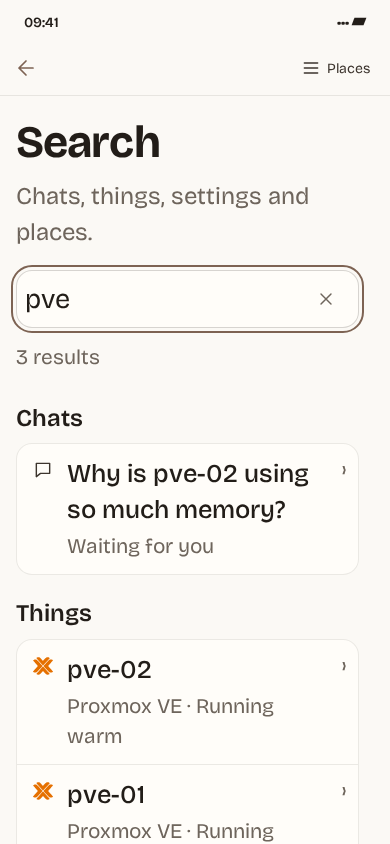 09:41
Places
Search
Chats, things, settings and
places.
pve
3 results
Chats
Why is pve-02 using
so much memory?
Waiting for you
Things
pve-02
Proxmox VE · Running
warm
pve-01
Proxmox VE · Running